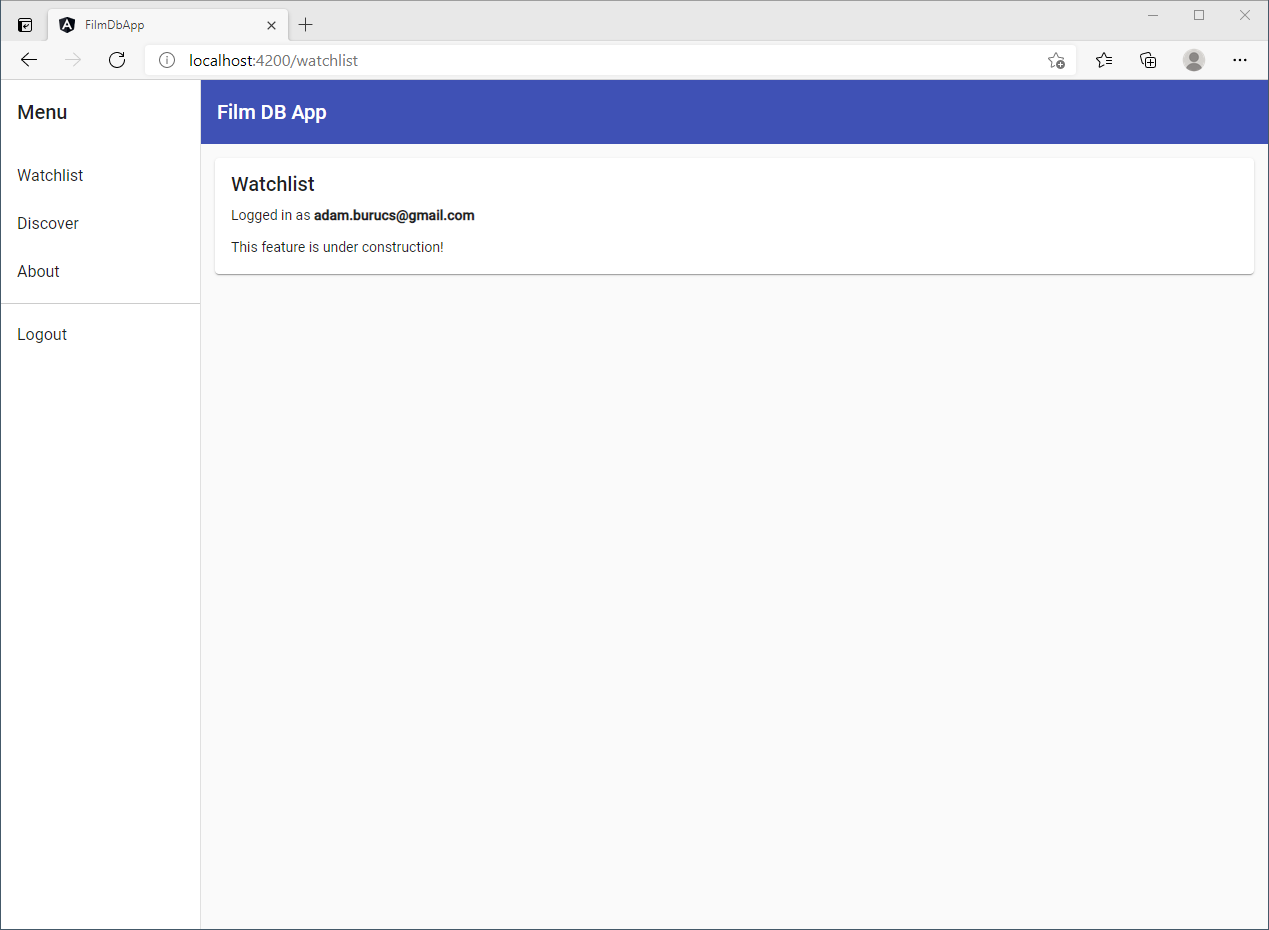 FilmDbApp
localhost:4200/watchlist
Menu
Film DB App
Watchlist
Discover
About
Logout
Watchlist
Logged in as adam.burucs@gmail.com
This feature is under construction!